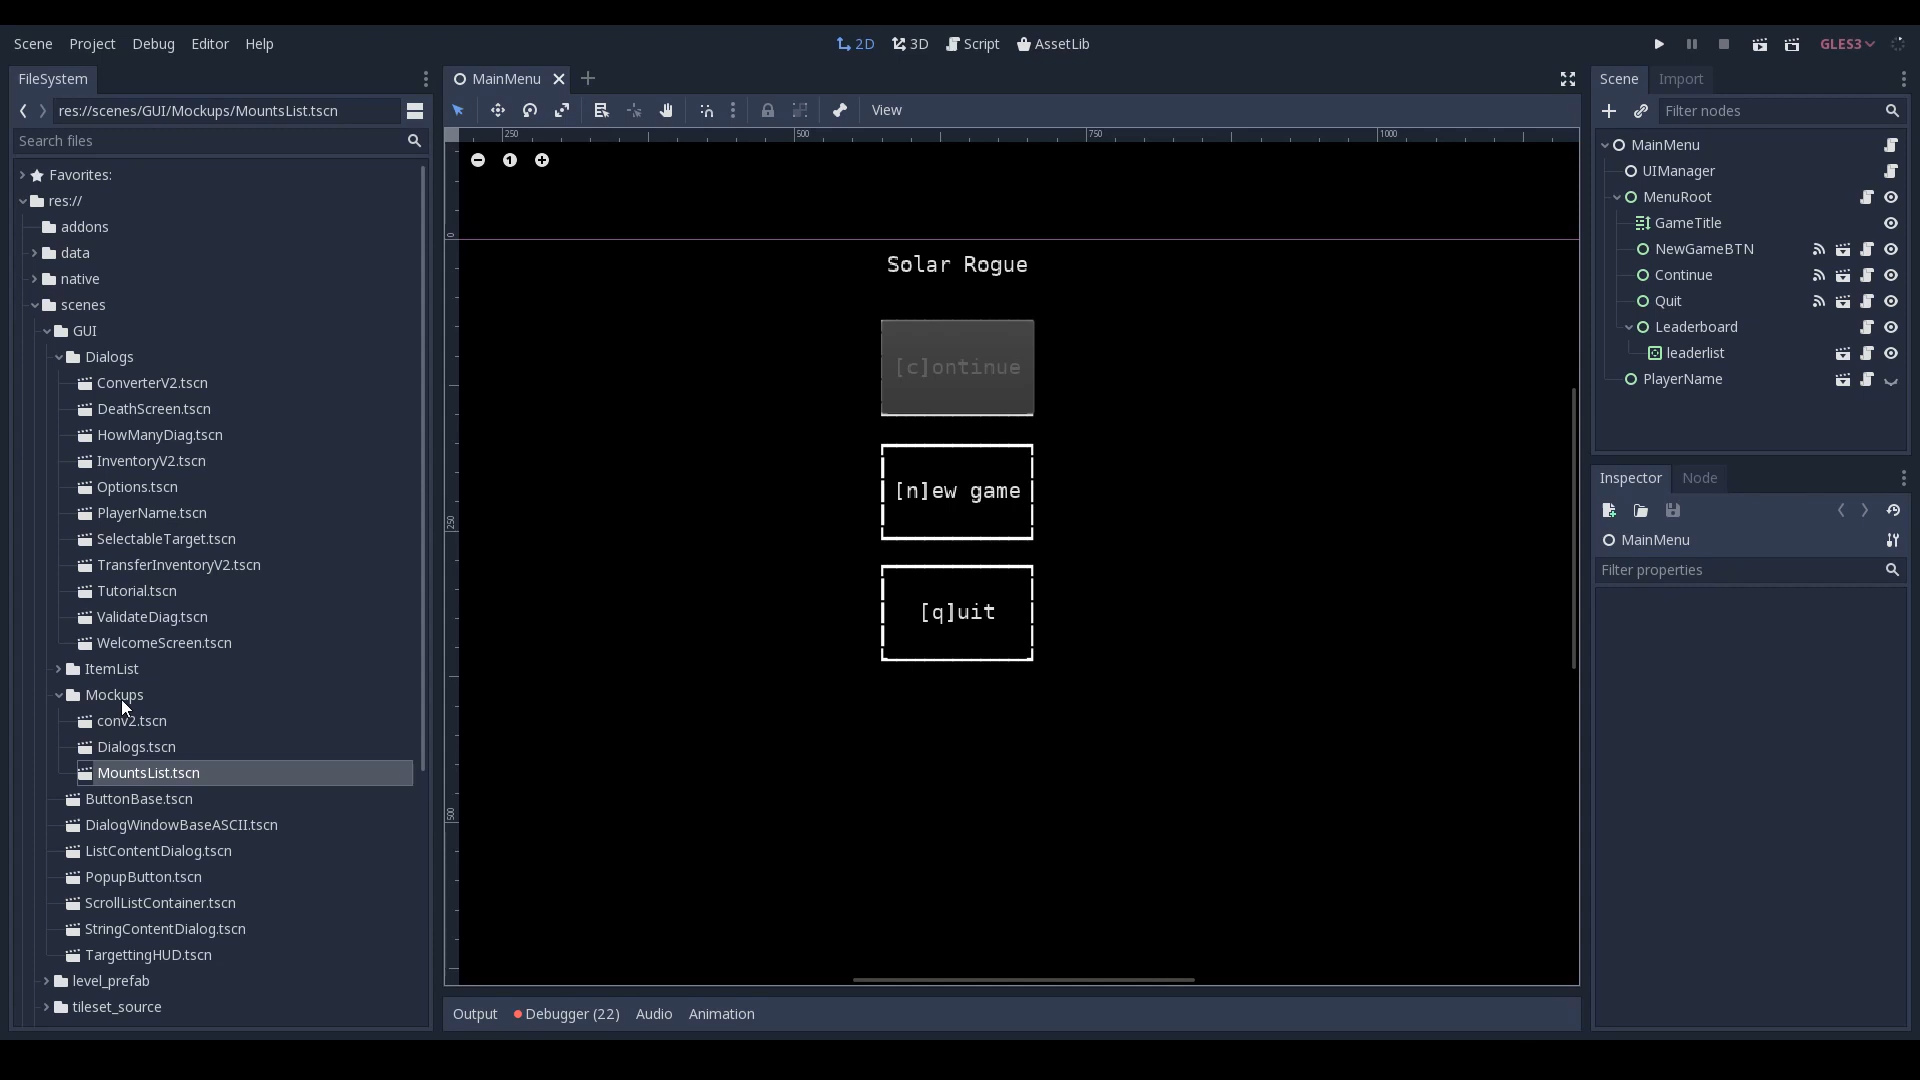 Scene Project Debug Editor Help
2D 3D Script AssetLib
GLES3
FileSystem
res://scenes/GUI/Mockups/MountsList.tscn
Search files
Favorites:
res://
addons
data
native
scenes
GUI
Dialogs
ConverterV2.tscn
DeathScreen.tscn
HowManyDiag.tscn
InventoryV2.tscn
Options.tscn
PlayerName.tscn
SelectableTarget.tscn
TransferInventoryV2.tscn
Tutorial.tscn
ValidateDiag.tscn
WelcomeScreen.tscn
ItemList
Mockups
conv2.tscn
Dialogs.tscn
MountsList.tscn
ButtonBase.tscn
DialogWindowBaseASCII.tscn
ListContentDialog.tscn
PopupButton.tscn
ScrollListContainer.tscn
StringContentDialog.tscn
TargettingHUD.tscn
level_prefab
tileset_source
MainMenu
View
250 500 750 1000
0
250
500
1
Solar Rogue
[c]ontinue
[n]ew game
[q]uit
Output Debugger (22) Audio Animation
Scene Import
Filter nodes
MainMenu
UIManager
MenuRoot
GameTitle
NewGameBTN
Continue
Quit
Leaderboard
leaderlist
PlayerName
Inspector Node
MainMenu
Filter properties